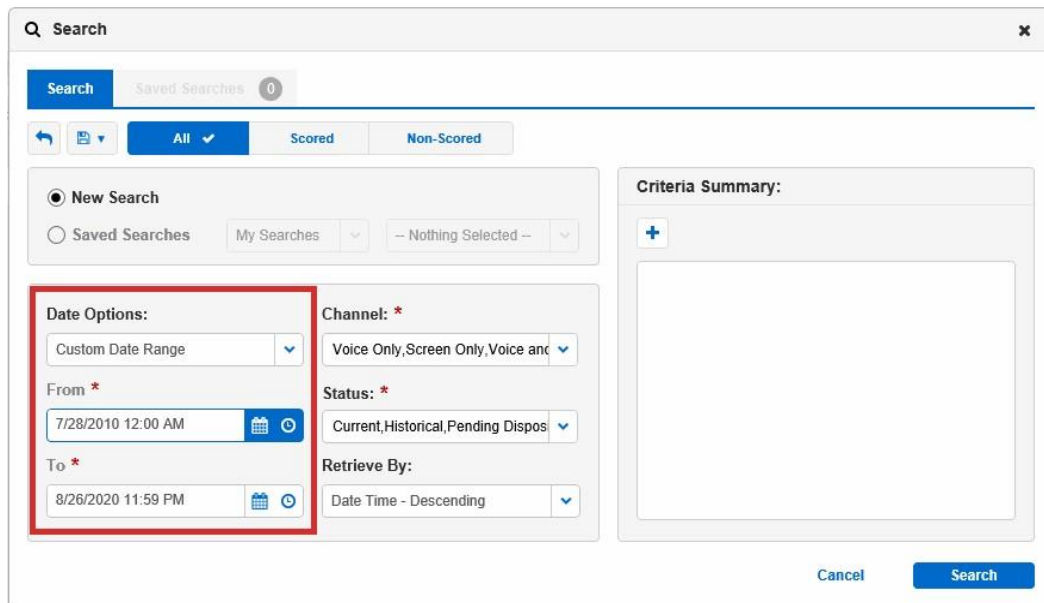 Search
Search Saved Searches 0
All Scored Non-Scored
New Search
Saved Searches My Searches -- Nothing Selected --
Date Options:
Custom Date Range
From *
7/28/2010 12:00 AM
To *
8/26/2020 11:59 PM
Channel: *
Voice Only,Screen Only,Voice and
Status: *
Current,Historical,Pending Disposi
Retrieve By:
Date Time - Descending
Criteria Summary:
Cancel Search